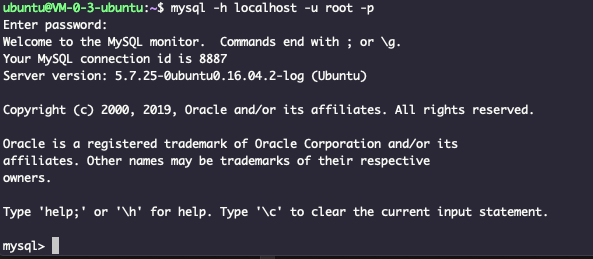 ubuntu@VM-0-3-ubuntu:~$ mysql -h localhost -u root -p
Enter password:
Welcome to the MySQL monitor.  Commands end with ; or \g.
Your MySQL connection id is 8887
Server version: 5.7.25-0ubuntu0.16.04.2-log (Ubuntu)

Copyright (c) 2000, 2019, Oracle and/or its affiliates. All rights reserved.

Oracle is a registered trademark of Oracle Corporation and/or its
affiliates. Other names may be trademarks of their respective
owners.

Type 'help;' or '\h' for help. Type '\c' to clear the current input statement.

mysql>